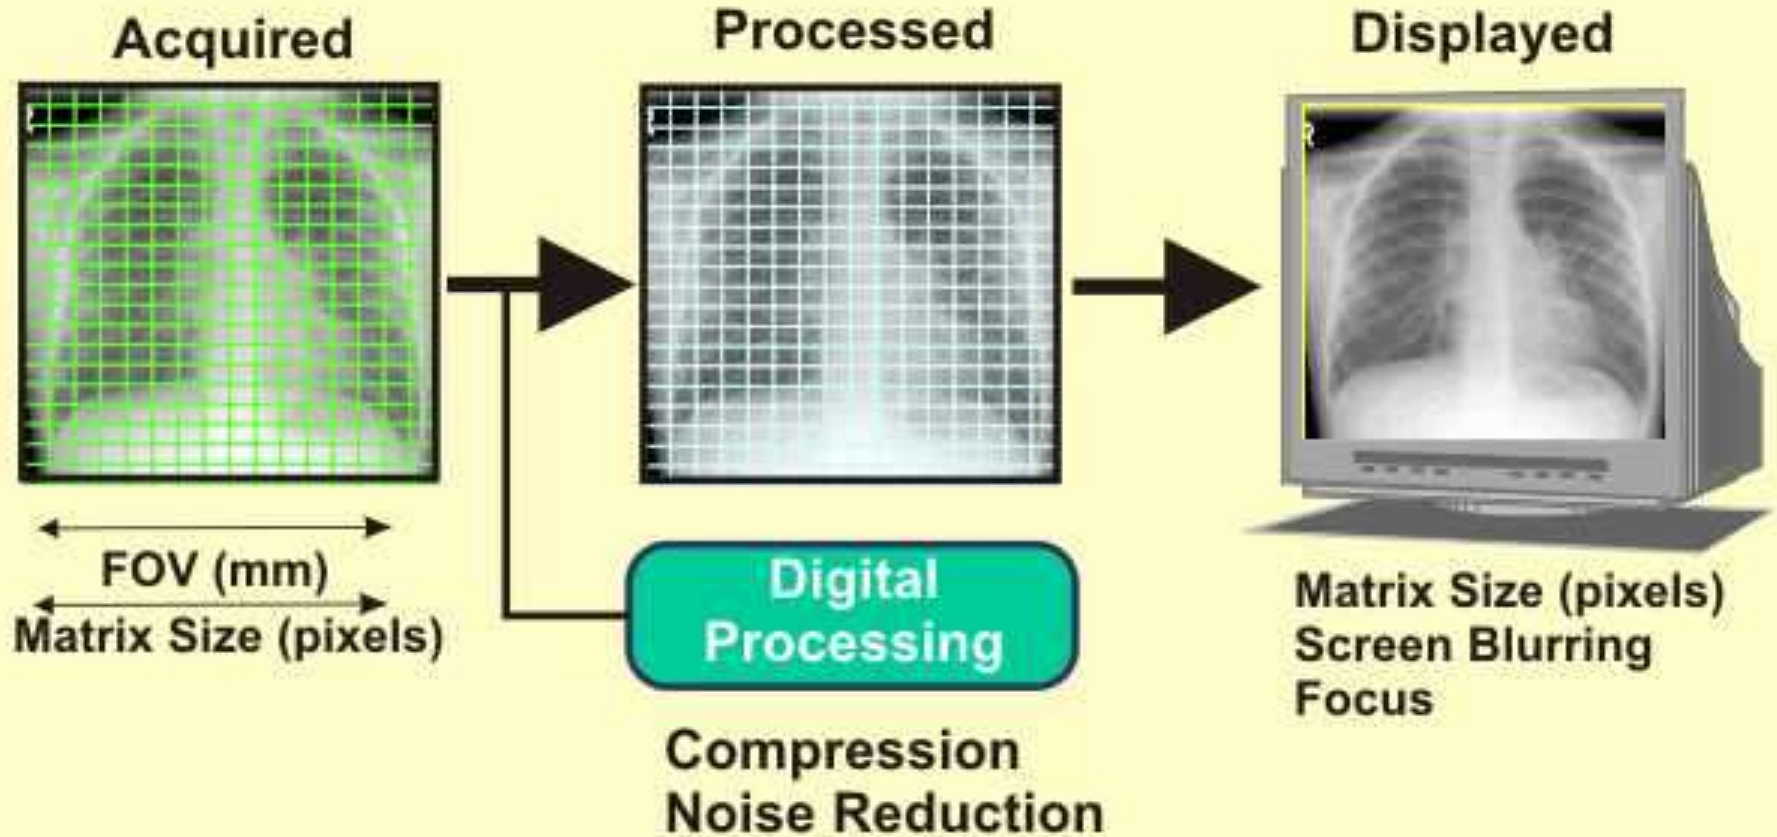 Acquired
Processed
Displayed
R
FOV (mm)
Matrix Size (pixels)
Digital
Processing
Compression
Noise Reduction
Matrix Size (pixels)
Screen Blurring
Focus